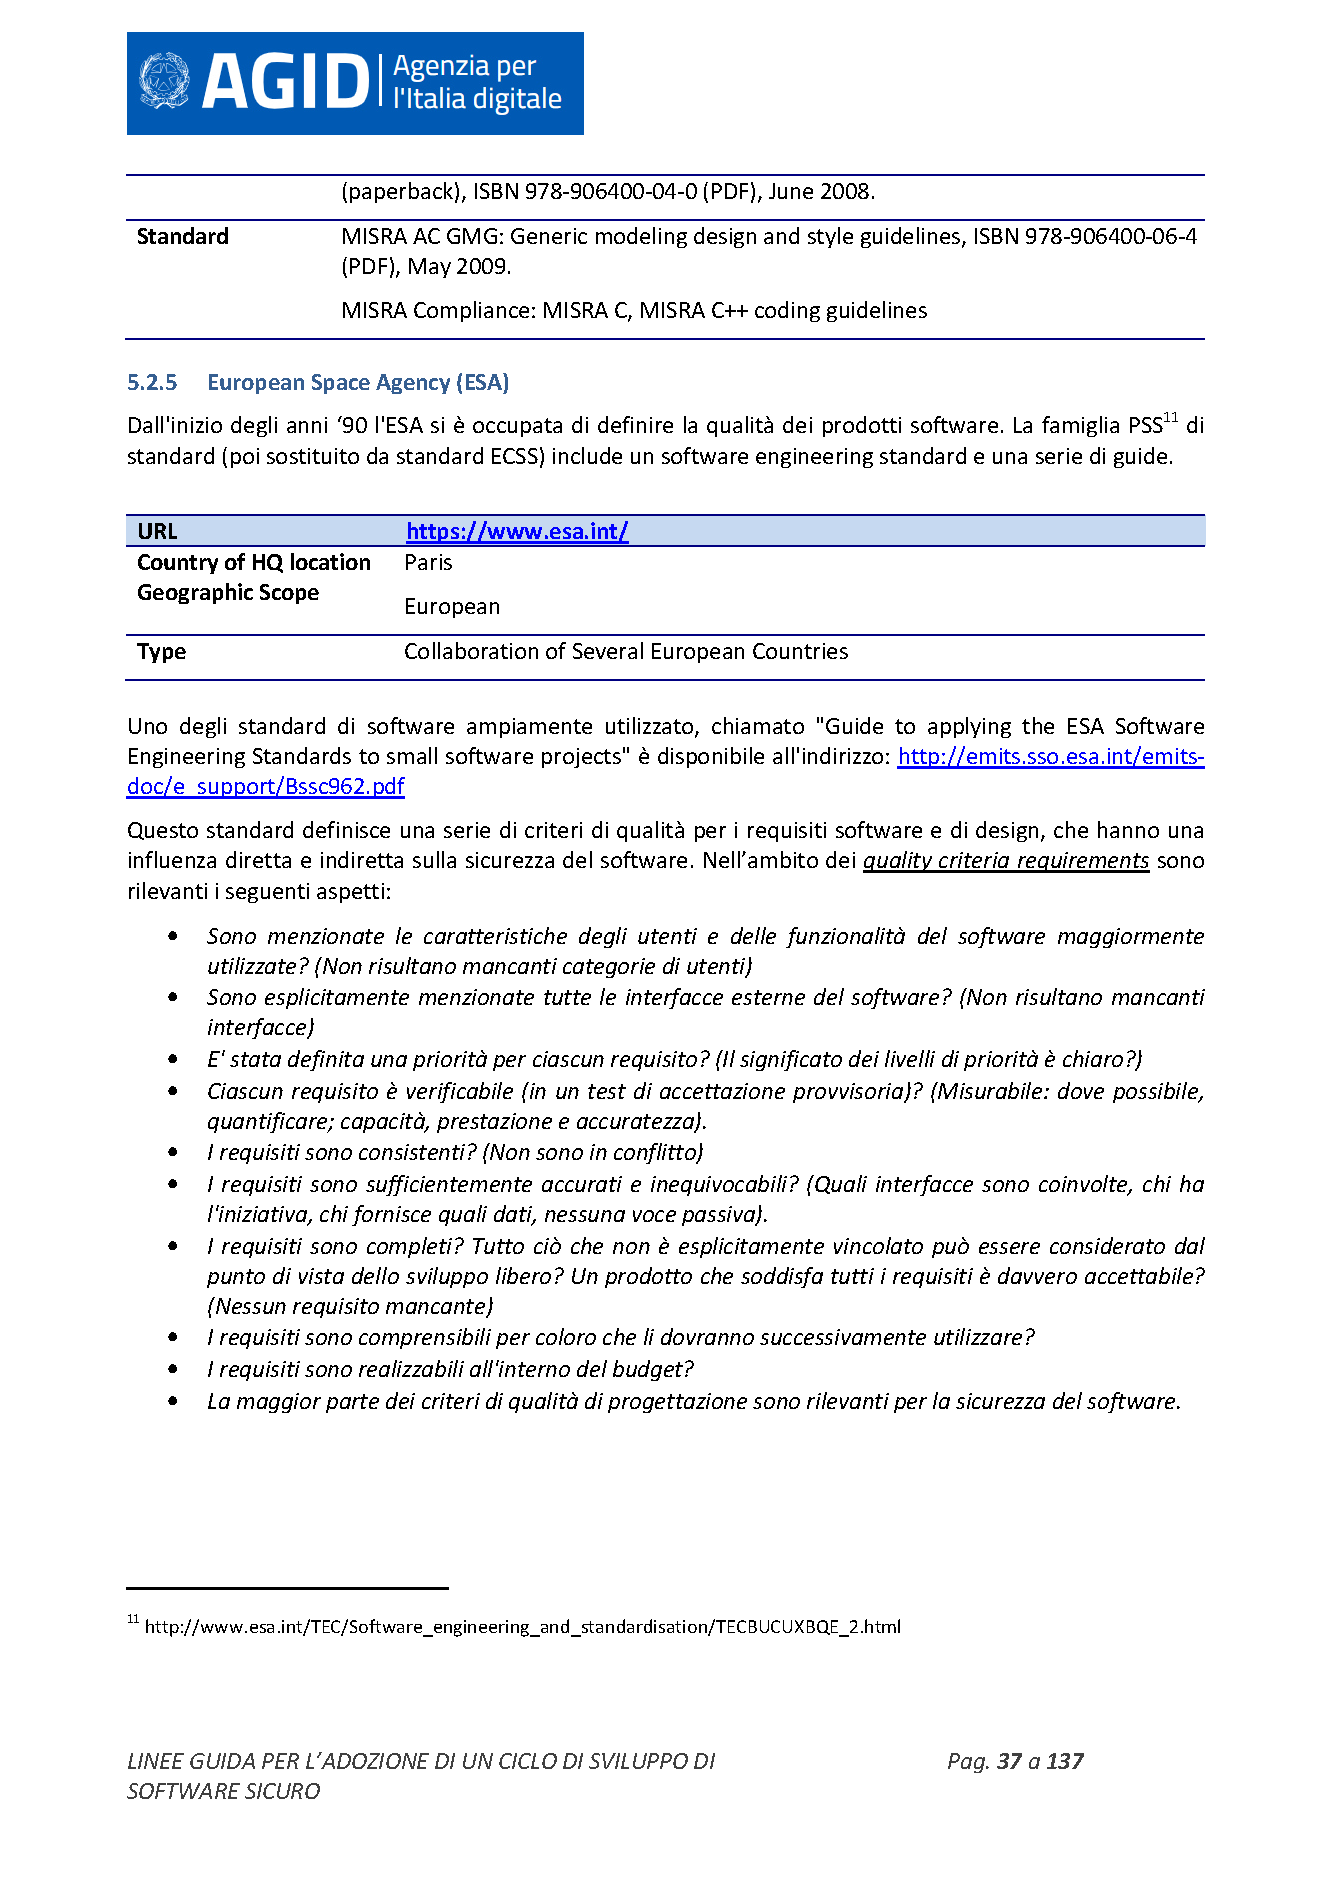 AGID Agenzia per
l'Italia digitale
(paperback), ISBN 978-906400-04-0 (PDF), June 2008.
Standard MISRA AC GMG: Generic modeling design and style guidelines, ISBN 978-906400-06-4
(PDF), May 2009.
MISRA Compliance: MISRA C, MISRA C++ coding guidelines
5.2.5 European Space Agency (ESA)
Dall'inizio degli anni ‘90 l'ESA si è occupata di definire la qualità dei prodotti software. La famiglia PSS11 di
standard (poi sostituito da standard ECSS) include un software engineering standard e una serie di guide.
URL https://www.esa.int/
Country of HQ location Paris
Geographic Scope
European
Type Collaboration of Several European Countries
Uno degli standard di software ampiamente utilizzato, chiamato "Guide to applying the ESA Software
Engineering Standards to small software projects" è disponibile all'indirizzo: http://emits.sso.esa.int/emits-
doc/e_support/Bssc962.pdf
Questo standard definisce una serie di criteri di qualità per i requisiti software e di design, che hanno una
influenza diretta e indiretta sulla sicurezza del software. Nell’ambito dei quality criteria requirements sono
rilevanti i seguenti aspetti:
• Sono menzionate le caratteristiche degli utenti e delle funzionalità del software maggiormente
utilizzate? (Non risultano mancanti categorie di utenti)
• Sono esplicitamente menzionate tutte le interfacce esterne del software? (Non risultano mancanti
interfacce)
• E' stata definita una priorità per ciascun requisito? (Il significato dei livelli di priorità è chiaro?)
• Ciascun requisito è verificabile (in un test di accettazione provvisoria)? (Misurabile: dove possibile,
quantificare; capacità, prestazione e accuratezza).
• I requisiti sono consistenti? (Non sono in conflitto)
• I requisiti sono sufficientemente accurati e inequivocabili? (Quali interfacce sono coinvolte, chi ha
l'iniziativa, chi fornisce quali dati, nessuna voce passiva).
• I requisiti sono completi? Tutto ciò che non è esplicitamente vincolato può essere considerato dal
punto di vista dello sviluppo libero? Un prodotto che soddisfa tutti i requisiti è davvero accettabile?
(Nessun requisito mancante)
• I requisiti sono comprensibili per coloro che li dovranno successivamente utilizzare?
• I requisiti sono realizzabili all'interno del budget?
• La maggior parte dei criteri di qualità di progettazione sono rilevanti per la sicurezza del software.
11 http://www.esa.int/TEC/Software_engineering_and_standardisation/TECBUCUXBQE_2.html
LINEE GUIDA PER L’ADOZIONE DI UN CICLO DI SVILUPPO DI Pag. 37 a 137
SOFTWARE SICURO